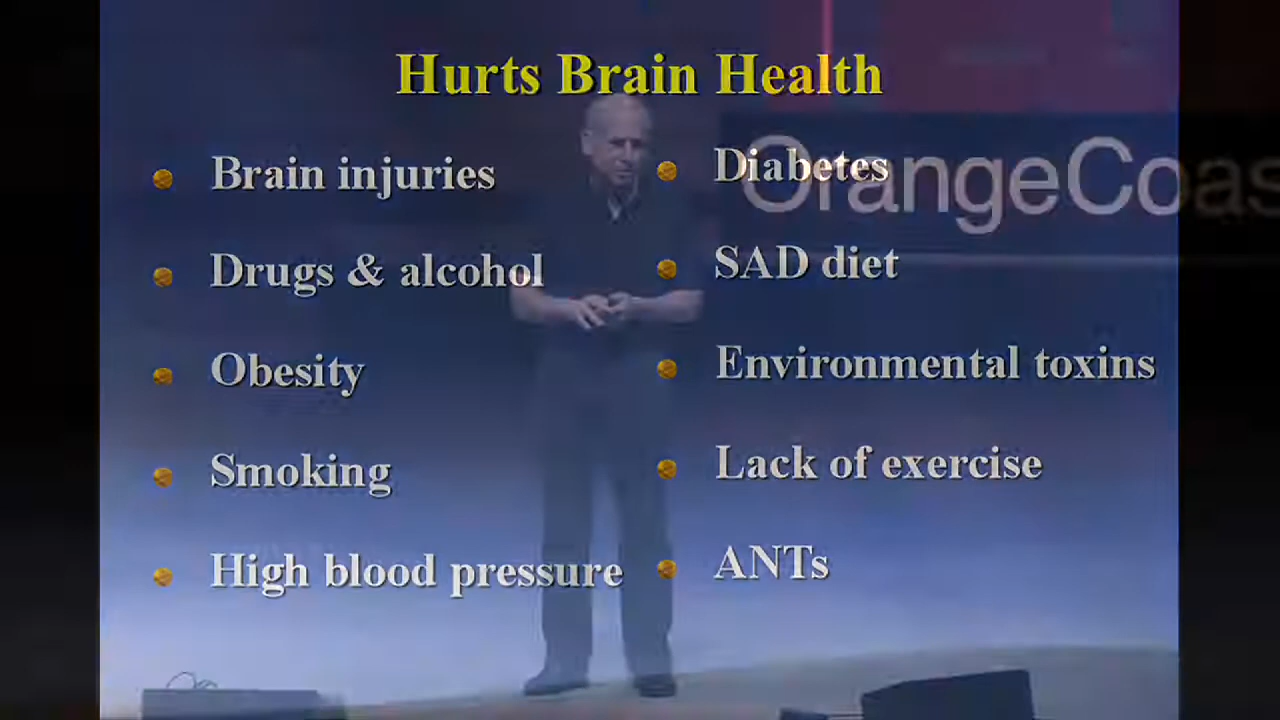 Hurts Brain Health
Brain injuries
Drugs & alcohol
Obesity
Smoking
High blood pressure
Diabetes
SAD diet
Environmental toxins
Lack of exercise
ANTs
OrangeCoas